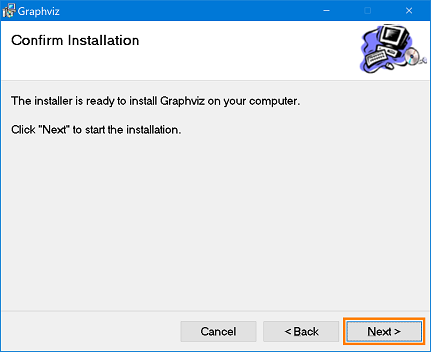 Graphviz
Confirm Installation
The installer is ready to install Graphviz on your computer.
Click "Next" to start the installation.
Cancel
< Back
Next >